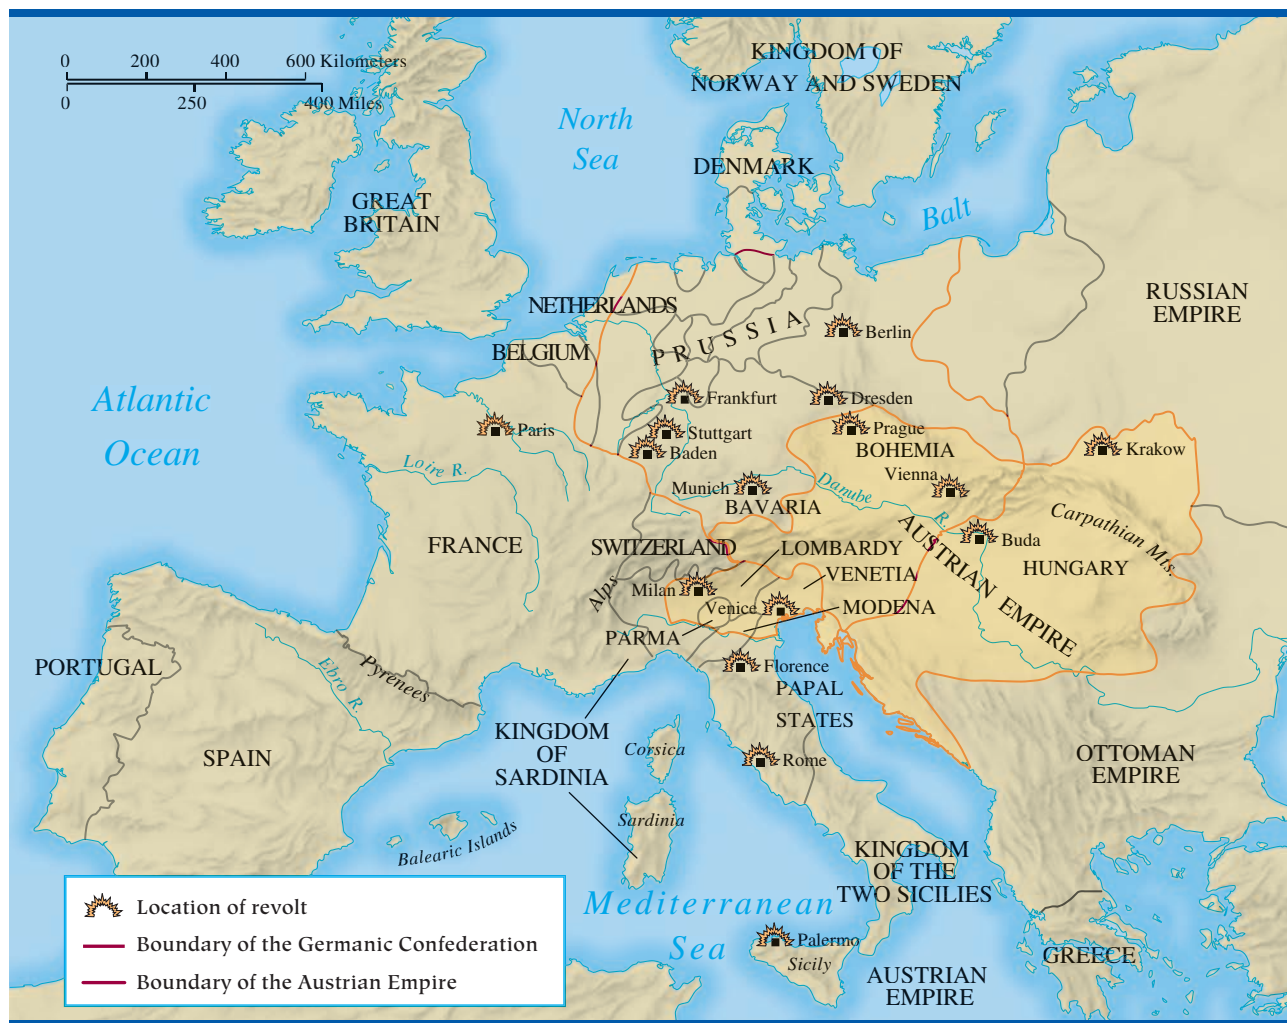 0 200 400 600 Kilometers
0 250 400 Miles
KINGDOM OF
NORWAY AND SWEDEN
North
Sea
DENMARK
GREAT
BRITAIN
Balt
RUSSIAN
EMPIRE
NETHERLANDS
PRUSSIA
Berlin
BELGIUM
Atlantic
Ocean
Frankfurt
Dresden
Paris
Stuttgart
Prague
Baden
BOHEMIA
Krakow
Loire R.
Vienna
Munich
Danube
R.
BAVARIA
Carpathian Mts.
FRANCE
SWITZERLAND
LOMBARDY
AUSTRIAN EMPIRE
Buda
HUNGARY
Alps
Milan
VENETIA
Venice
MODENA
PARMA
PORTUGAL
Ebro R.
Pyrenees
Florence
PAPAL
STATES
KINGDOM
OF
SARDINIA
Corsica
Rome
SPAIN
OTTOMAN
EMPIRE
Sardinia
Balearic Islands
KINGDOM
OF THE
TWO SICILIES
Mediterranean
Sea
Palermo
Sicily
AUSTRIAN
EMPIRE
GREECE
Location of revolt
Boundary of the Germanic Confederation
Boundary of the Austrian Empire